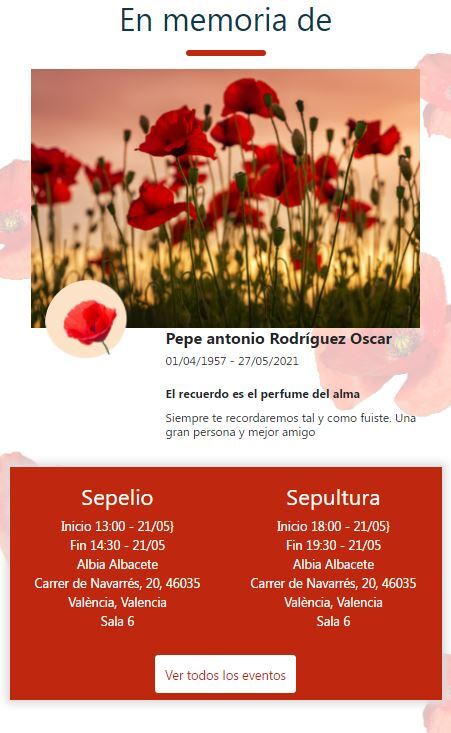 En memoria de
Pepe antonio Rodríguez Oscar
01/04/1957 - 27/05/2021
El recuerdo es el perfume del alma
Siempre te recordaremos tal y como fuiste. Una
gran persona y mejor amigo
Sepelio
Inicio 13:00 - 21/05}
Fin 14:30 - 21/05
Albia Albacete
Carrer de Navarrés, 20, 46035
València, Valencia
Sala 6
Sepultura
Inicio 18:00 - 21/05}
Fin 19:30 - 21/05
Albia Albacete
Carrer de Navarrés, 20, 46035
València, Valencia
Sala 6
Ver todos los eventos